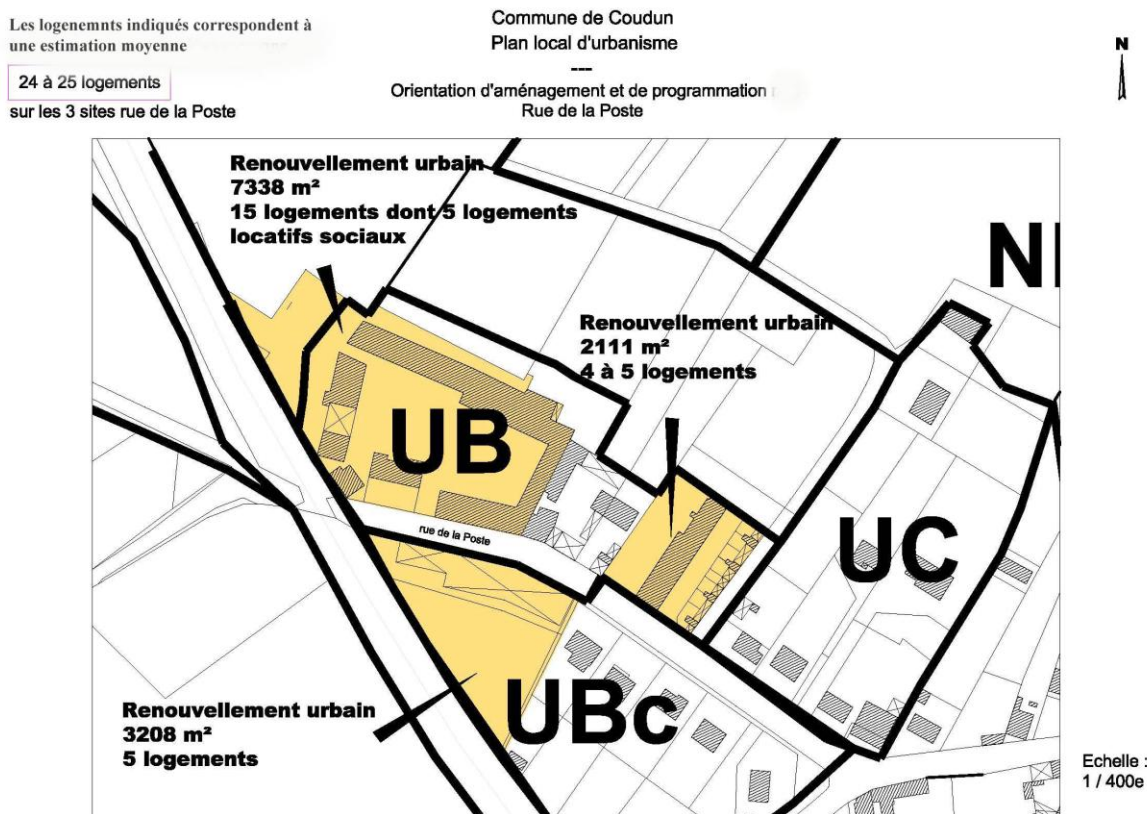 Les logenemnts indiqués correspondent à
une estimation moyenne
24 à 25 logements
sur les 3 sites rue de la Poste
Commune de Coudun
Plan local d'urbanisme
---
Orientation d'aménagement et de programmation
Rue de la Poste
N
Renouvellement urbain
7338 m²
15 logements dont 5 logements
locatifs sociaux
Renouvellement urbain
2111 m²
4 à 5 logements
UB
rue de la Poste
UC
UBc
Renouvellement urbain
3208 m²
5 logements
Echelle :
1 / 400e